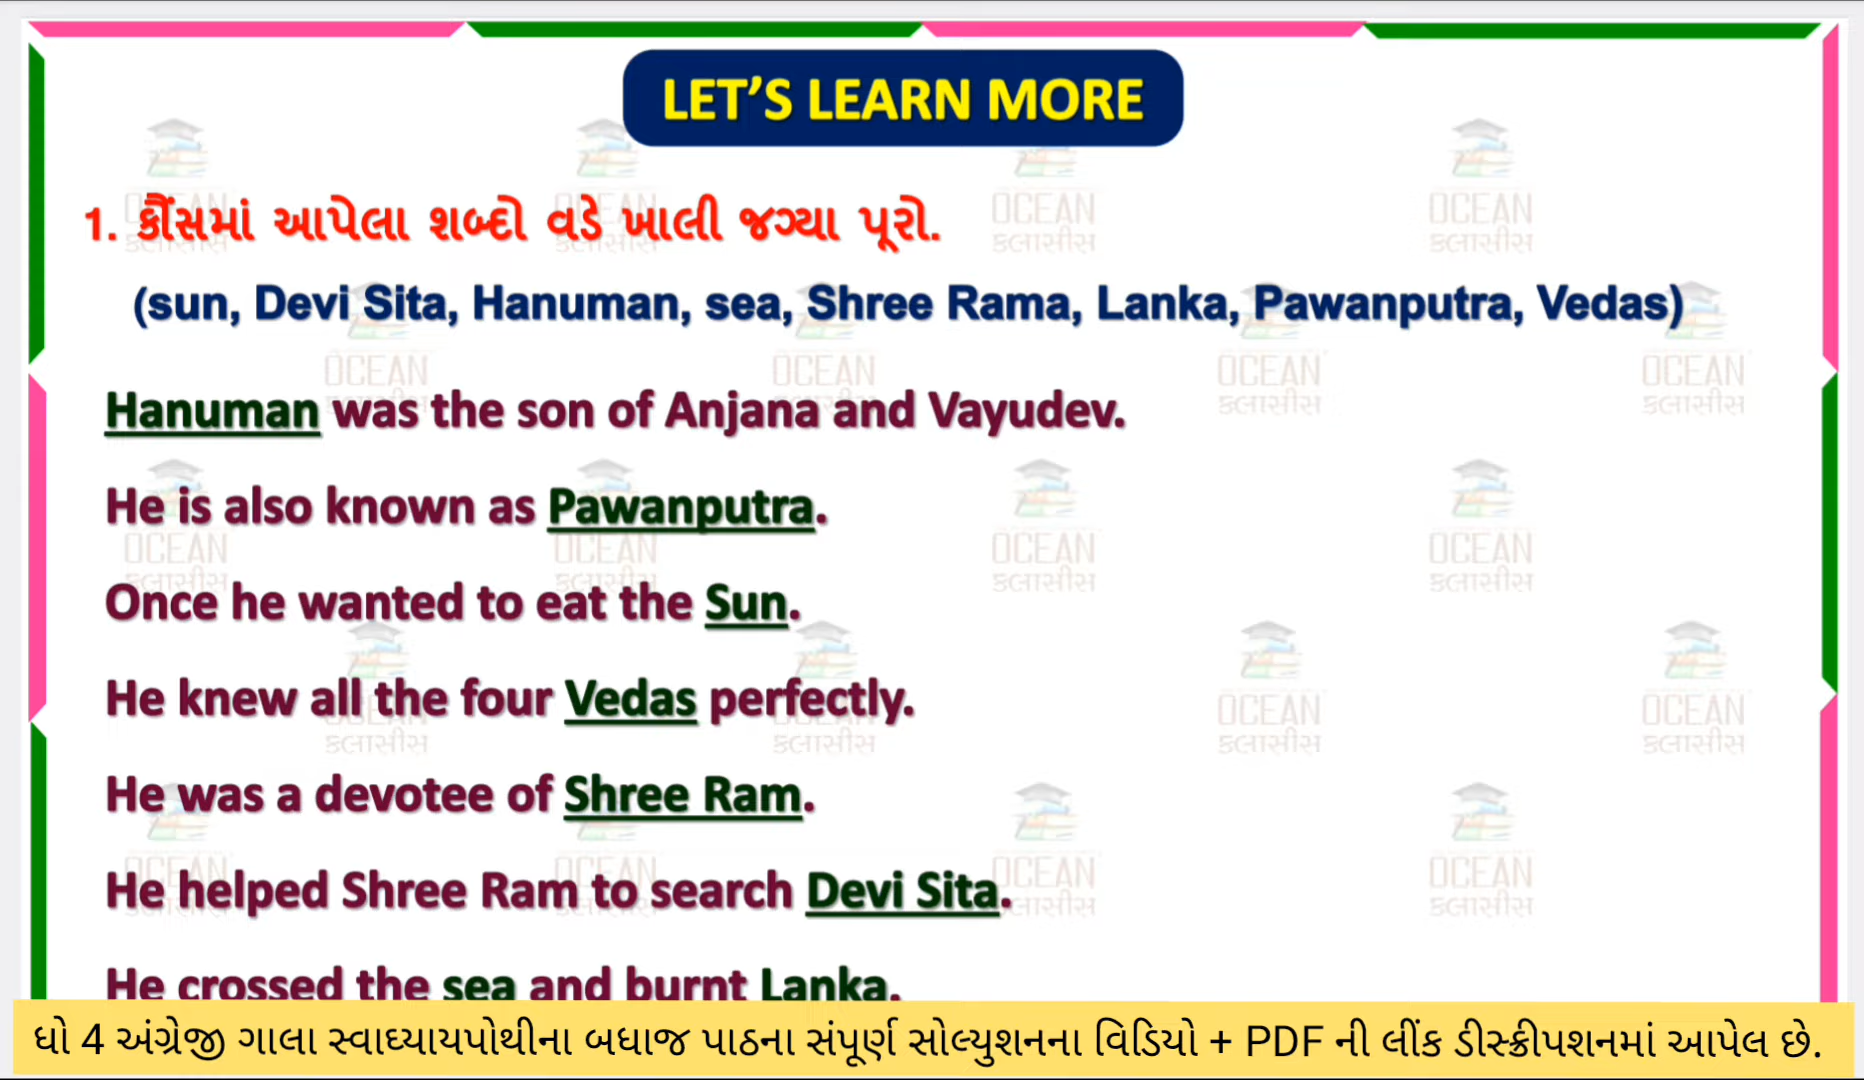 LET’S LEARN MORE
1. કૌંસમાં આપેલા શબ્દો વડે ખાલી જગ્યા પૂરો.
(sun, Devi Sita, Hanuman, sea, Shree Rama, Lanka, Pawanputra, Vedas)
Hanuman was the son of Anjana and Vayudev.
He is also known as Pawanputra.
Once he wanted to eat the Sun.
He knew all the four Vedas perfectly.
He was a devotee of Shree Ram.
He helped Shree Ram to search Devi Sita.
He crossed the sea and burnt Lanka.
ધો 4 અંગ્રેજી ગાલા સ્વાધ્યાયપોથીના બધાજ પાઠના સંપૂર્ણ સોલ્યુશનના વિડિયો + PDF ની લીંક ડીસ્ક્રીપશનમાં આપેલ છે.
OCEAN
કલાસીસ